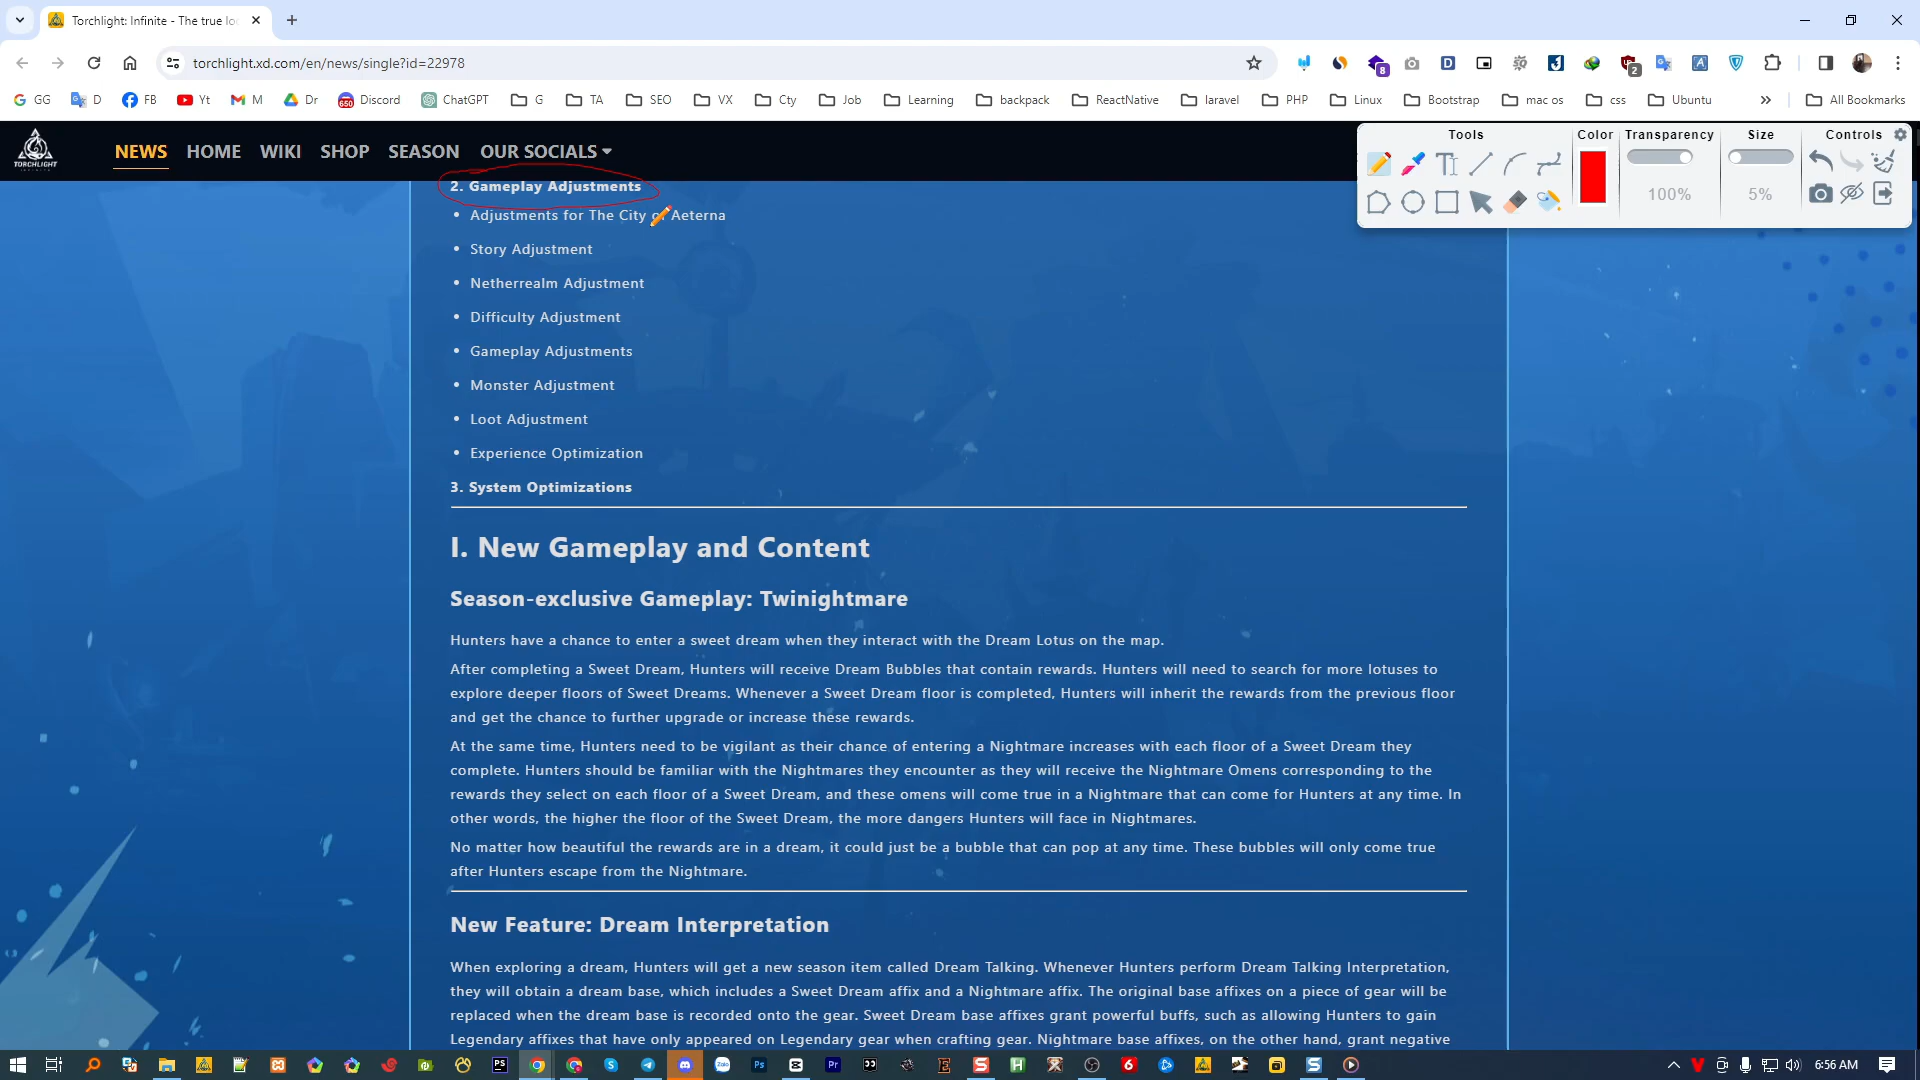 Torchlight: Infinite - The true lo
torchlight.xd.com/en/news/single?id=22978
8
2
GG
D
FB
Yt
M
Dr
650
Discord
ChatGPT
G
TA
SEO
VX
Cty
Job
Learning
backpack
ReactNative
laravel
PHP
Linux
Bootstrap
mac os
css
Ubuntu
All Bookmarks
TORCHLIGHT
NEWS
HOME
WIKI
SHOP
SEASON
OUR SOCIALS
Tools
Color
Transparency
Size
Controls
100%
5%
2. Gameplay Adjustments
• Adjustments for The City of Aeterna
• Story Adjustment
• Netherrealm Adjustment
• Difficulty Adjustment
• Gameplay Adjustments
• Monster Adjustment
• Loot Adjustment
• Experience Optimization
3. System Optimizations
I. New Gameplay and Content
Season-exclusive Gameplay: Twinightmare
Hunters have a chance to enter a sweet dream when they interact with the Dream Lotus on the map.
After completing a Sweet Dream, Hunters will receive Dream Bubbles that contain rewards. Hunters will need to search for more lotuses to
explore deeper floors of Sweet Dreams. Whenever a Sweet Dream floor is completed, Hunters will inherit the rewards from the previous floor
and get the chance to further upgrade or increase these rewards.
At the same time, Hunters need to be vigilant as their chance of entering a Nightmare increases with each floor of a Sweet Dream they
complete. Hunters should be familiar with the Nightmares they encounter as they will receive the Nightmare Omens corresponding to the
rewards they select on each floor of a Sweet Dream, and these omens will come true in a Nightmare that can come for Hunters at any time. In
other words, the higher the floor of the Sweet Dream, the more dangers Hunters will face in Nightmares.
No matter how beautiful the rewards are in a dream, it could just be a bubble that can pop at any time. These bubbles will only come true
after Hunters escape from the Nightmare.
New Feature: Dream Interpretation
When exploring a dream, Hunters will get a new season item called Dream Talking. Whenever Hunters perform Dream Talking Interpretation,
they will obtain a dream base, which includes a Sweet Dream affix and a Nightmare affix. The original base affixes on a piece of gear will be
replaced when the dream base is recorded onto the gear. Sweet Dream base affixes grant powerful buffs, such as allowing Hunters to gain
Legendary affixes that have only appeared on Legendary gear when crafting gear. Nightmare base affixes, on the other hand, grant negative
6:56 AM